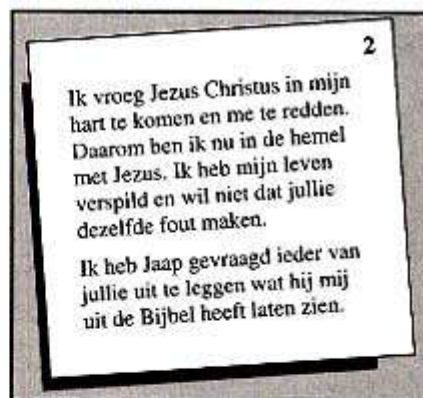 2
Ik vroeg Jezus Christus in mijn
hart te komen en me te redden.
Daarom ben ik nu in de hemel
met Jezus. Ik heb mijn leven
verspild en wil niet dat jullie
dezelfde fout maken.
Ik heb Jaap gevraagd ieder van
jullie uit te leggen wat hij mij
uit de Bijbel heeft laten zien.